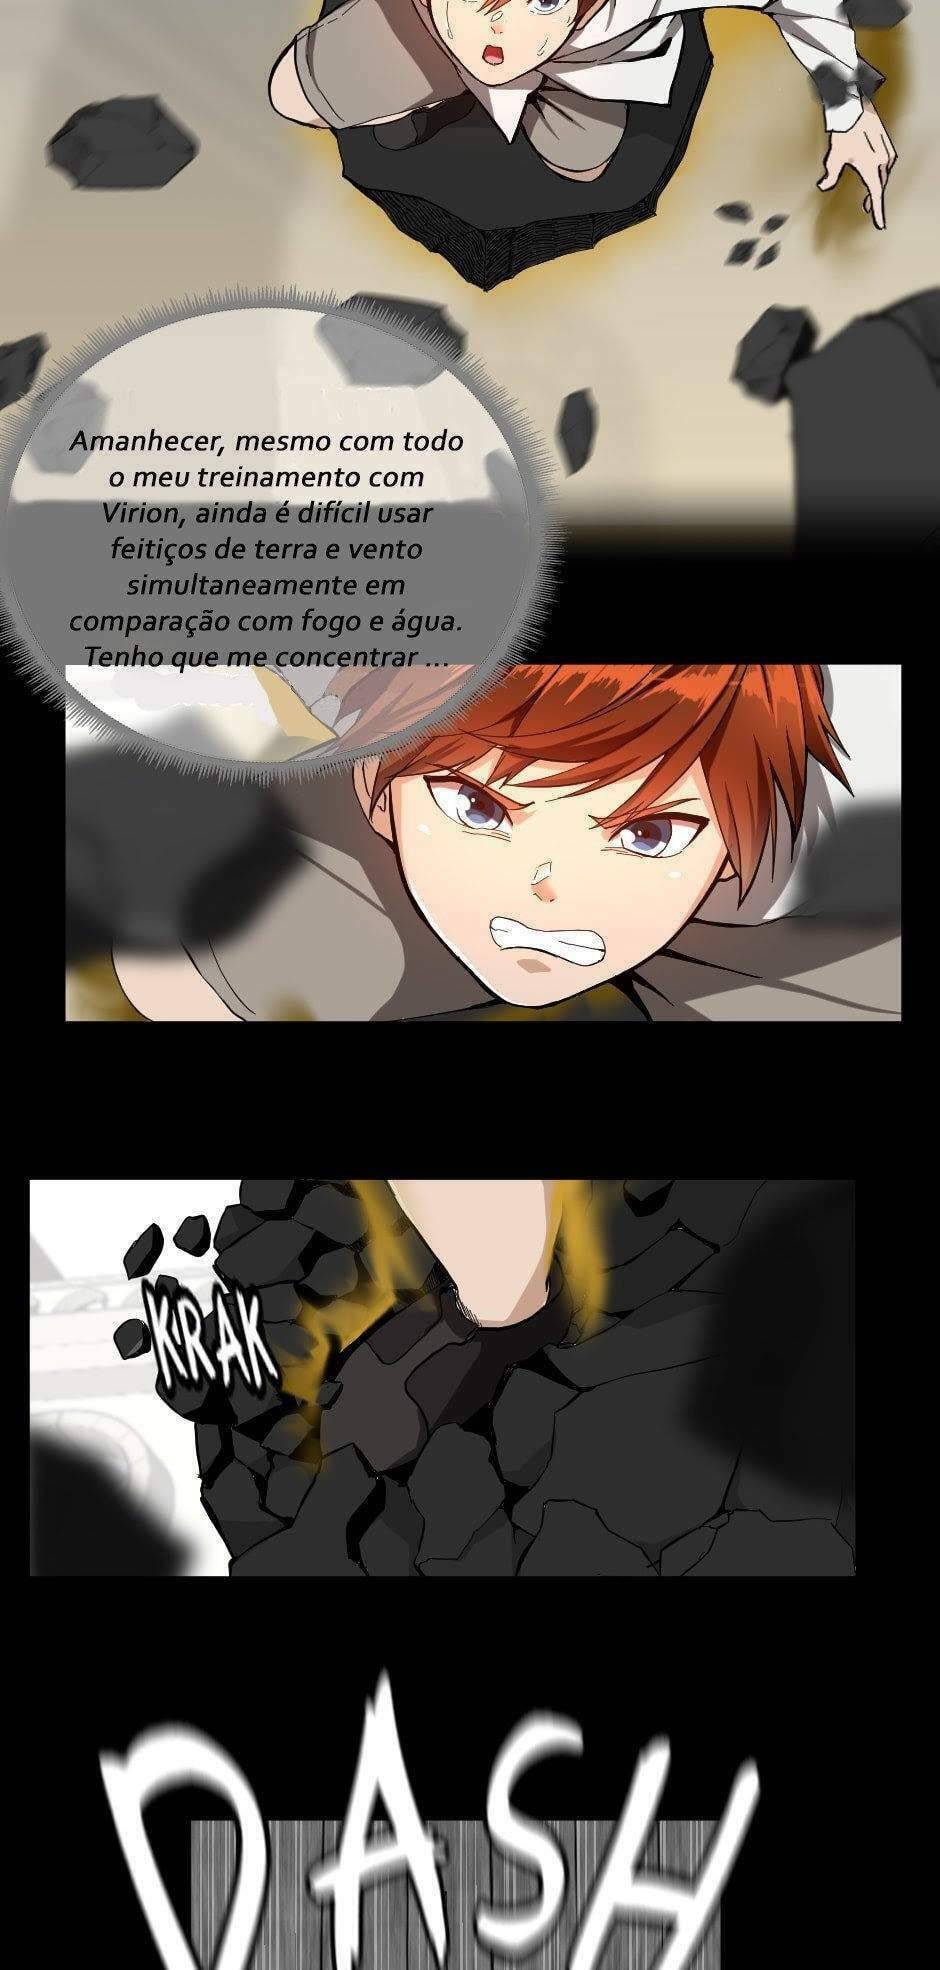 Amanhecer, mesmo com todo
o meu treinamento com
Virion, ainda é difícil usar
feitiços de terra e vento
simultaneamente em
comparação com fogo e água.
Tenho que me concentrar ...
KRAK
DASH